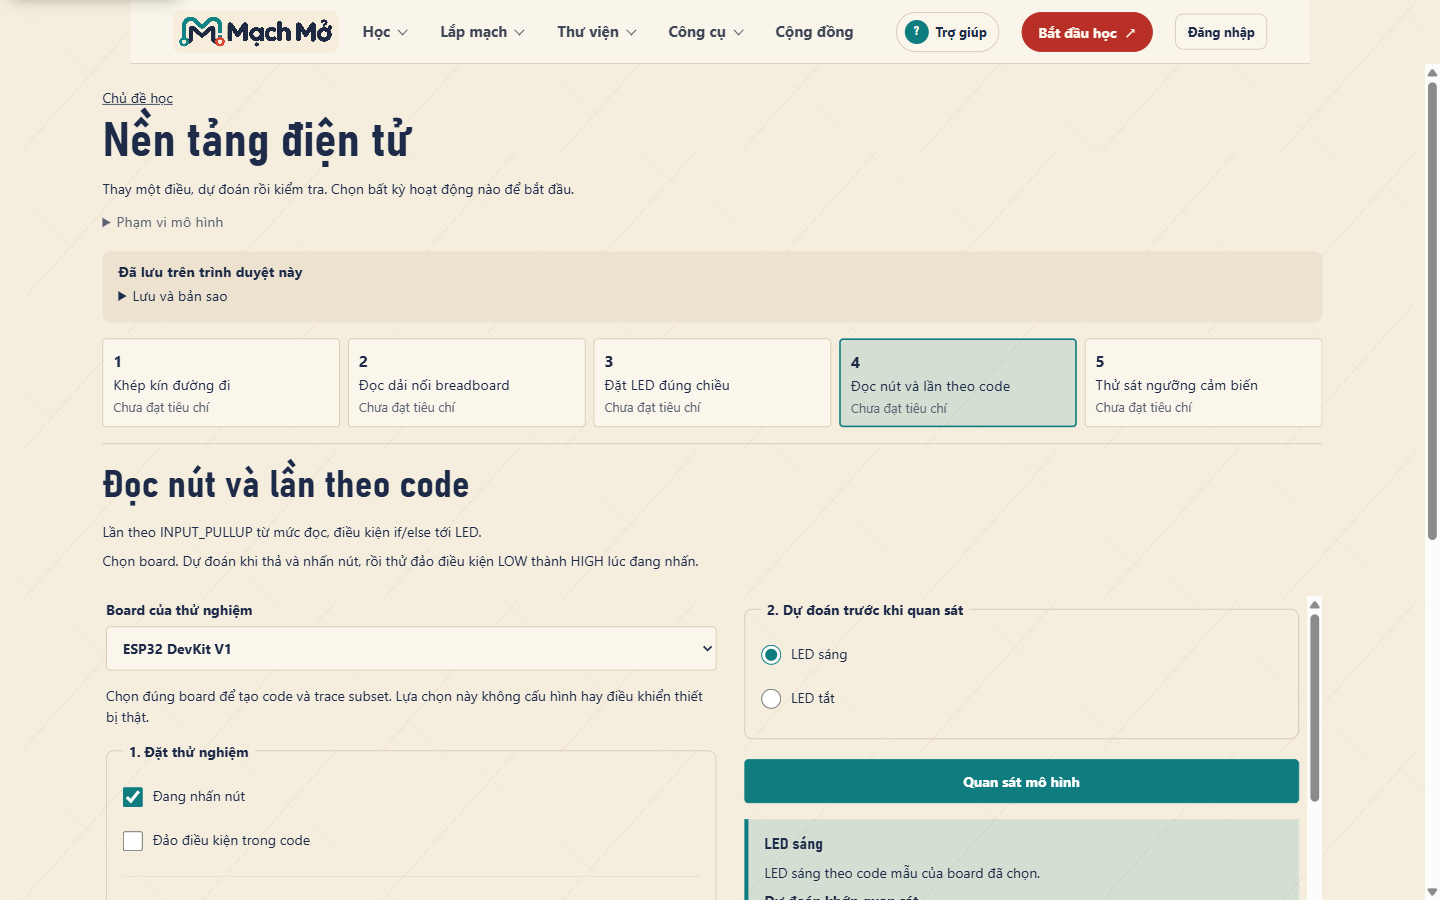 Mạch Mở
Học
Lắp mạch
Thư viện
Công cụ
Cộng đồng
? Trợ giúp
Bắt đầu học ↗
Đăng nhập
Chủ đề học
Nền tảng điện tử
Thay một điều, dự đoán rồi kiểm tra. Chọn bất kỳ hoạt động nào để bắt đầu.
Phạm vi mô hình
Đã lưu trên trình duyệt này
Lưu và bản sao
1
Khép kín đường đi
Chưa đạt tiêu chí
2
Đọc dải nối breadboard
Chưa đạt tiêu chí
3
Đặt LED đúng chiều
Chưa đạt tiêu chí
4
Đọc nút và lần theo code
Chưa đạt tiêu chí
5
Thử sát ngưỡng cảm biến
Chưa đạt tiêu chí
Đọc nút và lần theo code
Lần theo INPUT_PULLUP từ mức đọc, điều kiện if/else tới LED.
Chọn board. Dự đoán khi thả và nhấn nút, rồi thử đảo điều kiện LOW thành HIGH lúc đang nhấn.
Board của thử nghiệm
ESP32 DevKit V1
Chọn đúng board để tạo code và trace subset. Lựa chọn này không cấu hình hay điều khiển thiết
bị thật.
1. Đặt thử nghiệm
Đang nhấn nút
Đảo điều kiện trong code
2. Dự đoán trước khi quan sát
LED sáng
LED tắt
Quan sát mô hình
LED sáng
LED sáng theo code mẫu của board đã chọn.
Dự đoán khớp quan sát